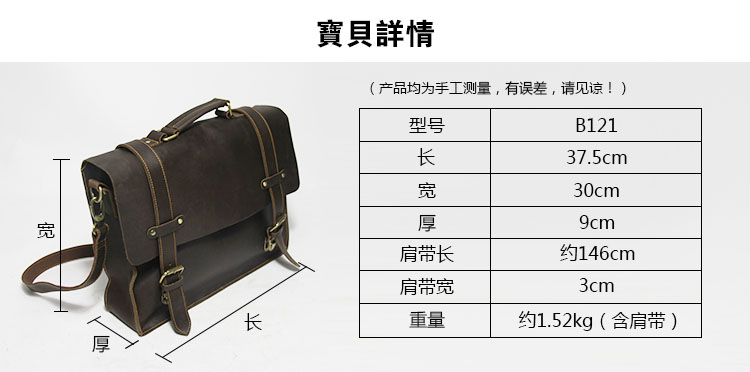 寶貝詳情
（产品均为手工测量，有误差，请见谅！）
型号 B121
长 37.5cm
宽 30cm
厚 9cm
肩带长 约146cm
肩带宽 3cm
重量 约1.52kg（含肩带）
宽
长
厚